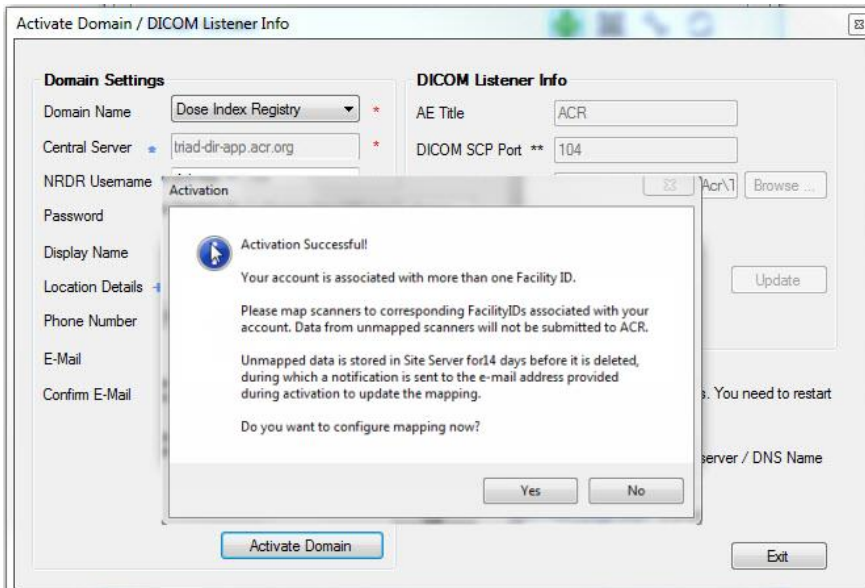 Activate Domain / DICOM Listener Info
Domain Settings
Domain Name
Dose Index Registry
*
Central Server
triad-dir-app.acr.org
*
NRDR Username
Password
Display Name
Location Details
Phone Number
E-Mail
Confirm E-Mail
Activate Domain
DICOM Listener Info
AE Title
ACR
DICOM SCP Port **
104
Acr\T
Browse ...
Update
s. You need to restart
server / DNS Name
Exit
Activation
Activation Successful!
Your account is associated with more than one Facility ID.
Please map scanners to corresponding FacilityIDs associated with your
account. Data from unmapped scanners will not be submitted to ACR.
Unmapped data is stored in Site Server for14 days before it is deleted,
during which a notification is sent to the e-mail address provided
during activation to update the mapping.
Do you want to configure mapping now?
Yes
No